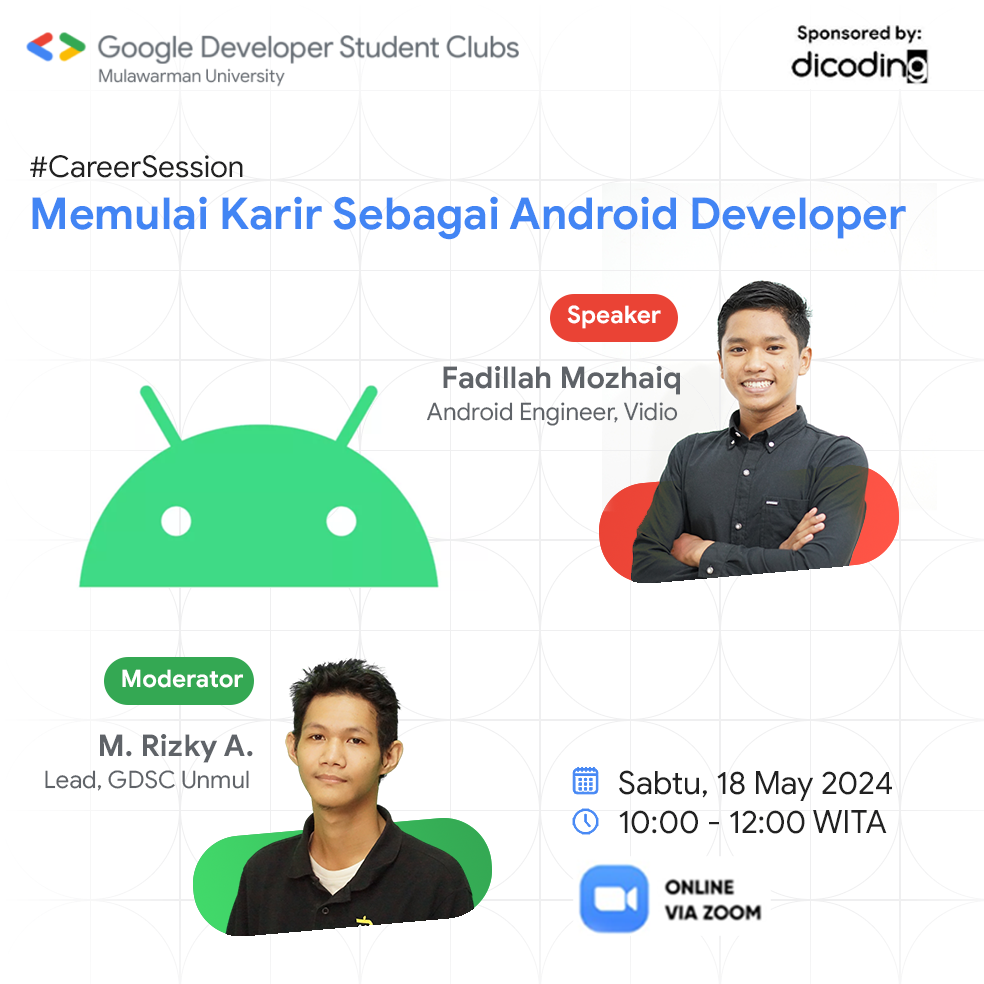 Google Developer Student Clubs
Mulawarman University
Sponsored by:
dicoding
#CareerSession
Memulai Karir Sebagai Android Developer
Speaker
Fadillah Mozhaiq
Android Engineer, Vidio
Moderator
M. Rizky A.
Lead, GDSC Unmul
Sabtu, 18 May 2024
10:00 - 12:00 WITA
ONLINE
VIA ZOOM